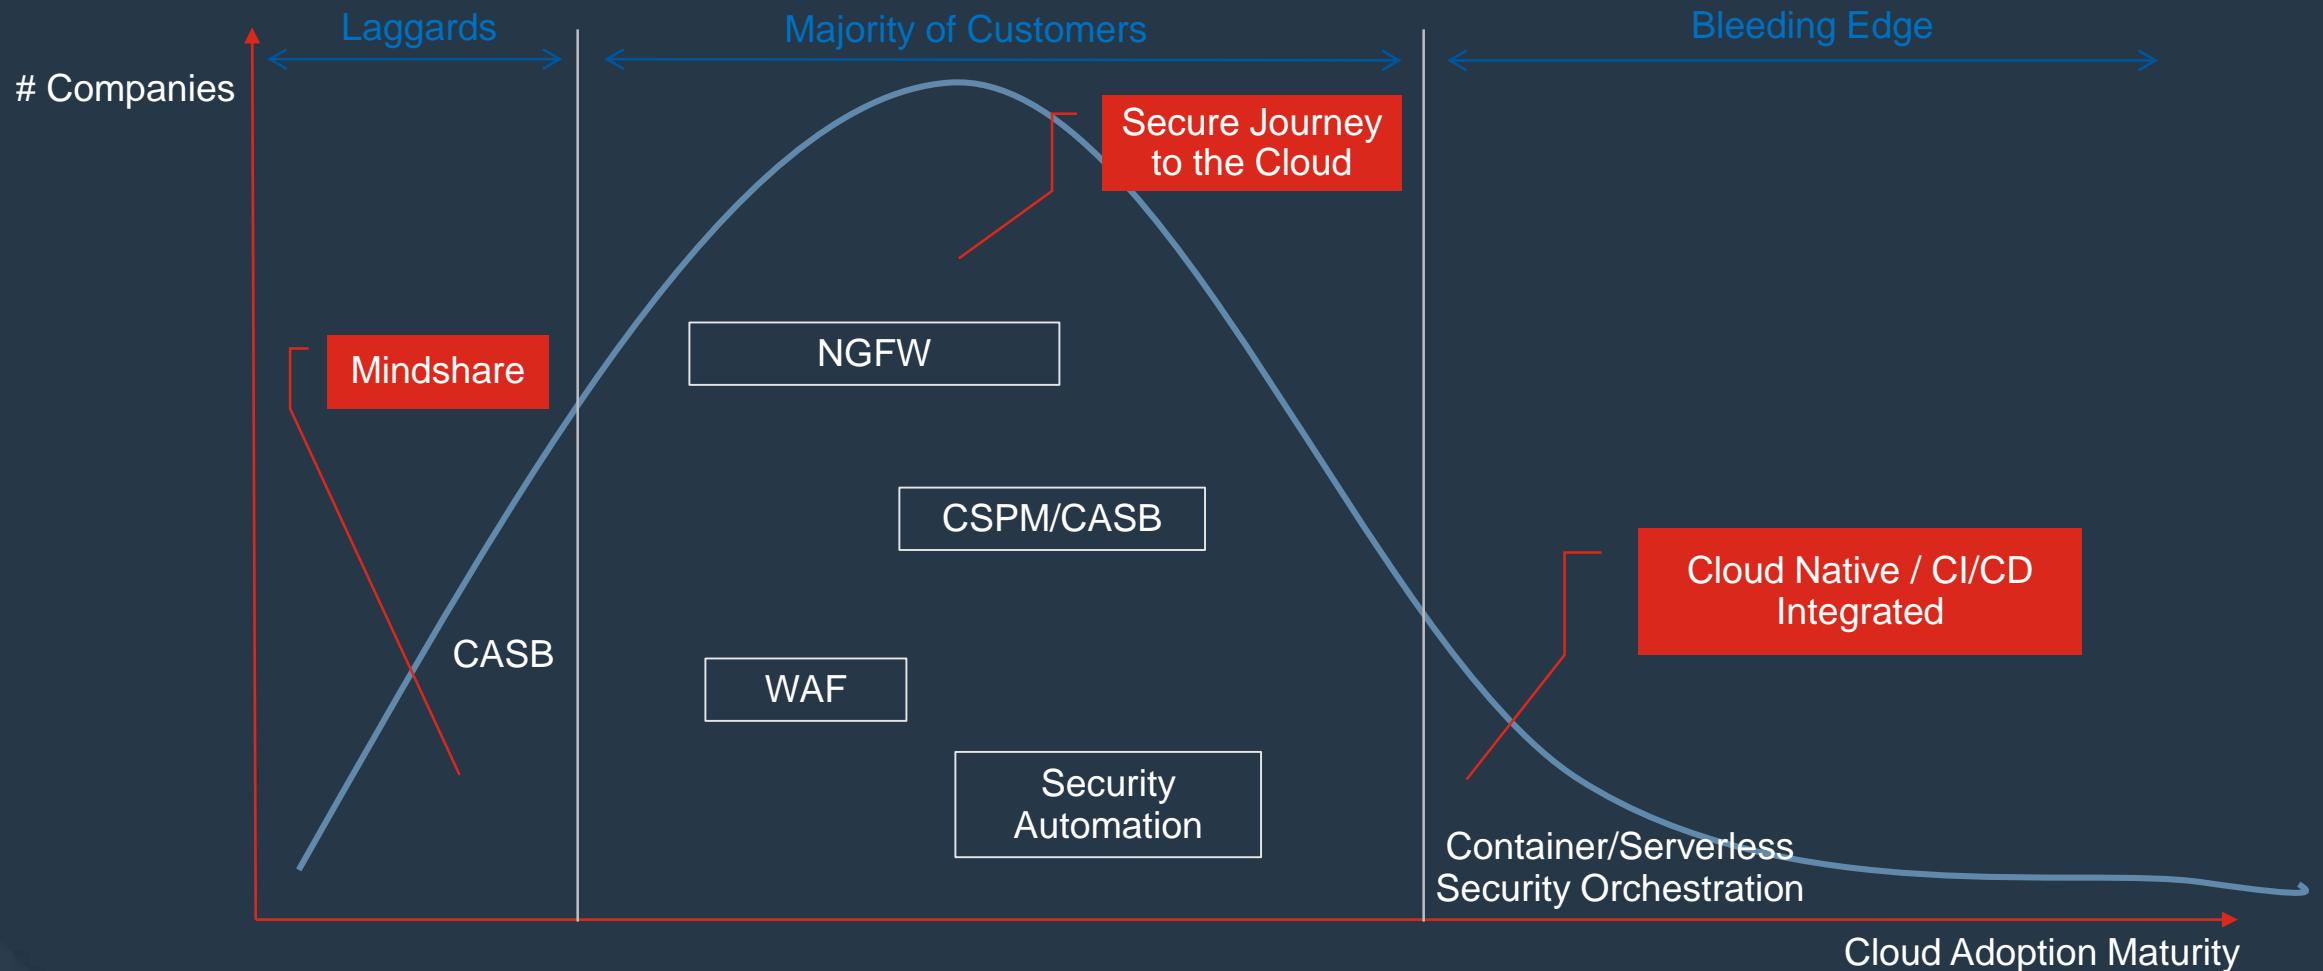 Laggards
Majority of Customers
Bleeding Edge
# Companies
Secure Journey
to the Cloud
NGFW
Mindshare
CSPM/CASB
Cloud Native / CI/CD
Integrated
CASB
WAF
Security
Automation
Container/Serverless
Security Orchestration
Cloud Adoption Maturity